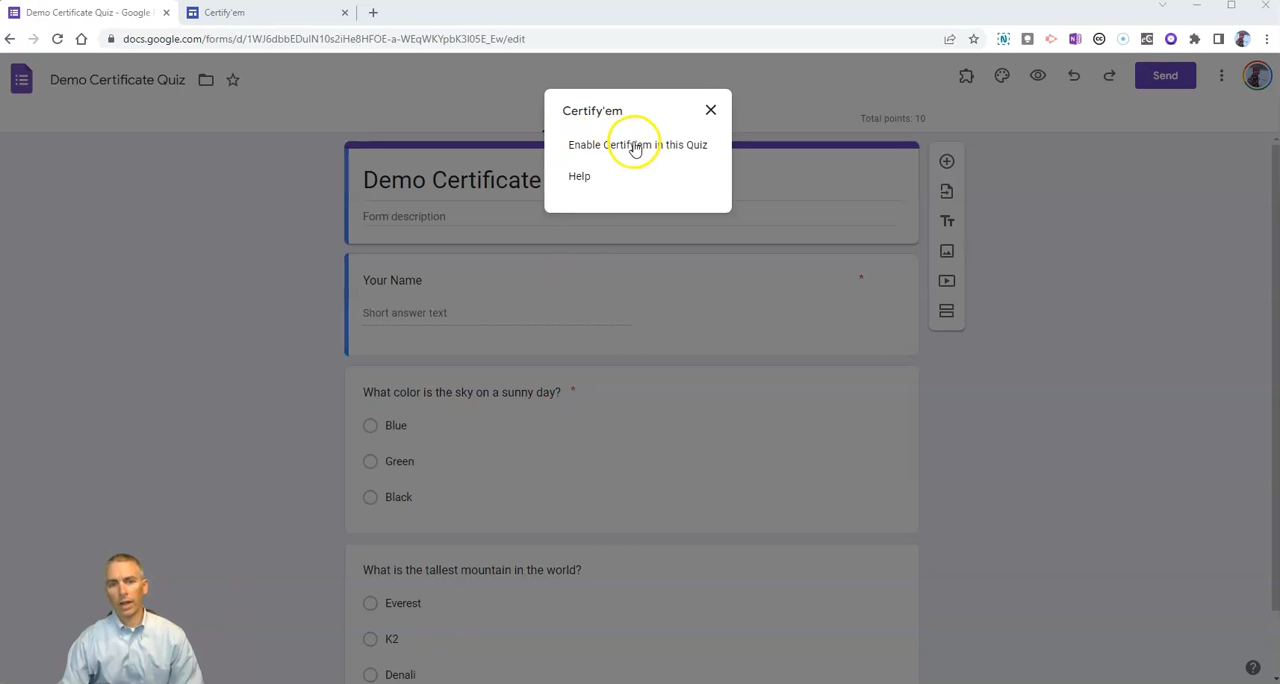 Demo Certificate Quiz - Google
Certify'em
docs.google.com/forms/d/1WJ6dbbEDuIN10s2iHe8HFOE-a-WEqWKYpbK3I05E_Ew/edit
Demo Certificate Quiz
Send
Certify'em
Total points: 10
Enable Certify'em in this Quiz
Help
Demo Certificate
Form description
Your Name
*
Short answer text
What color is the sky on a sunny day? *
Blue
Green
Black
What is the tallest mountain in the world?
Everest
K2
Denali